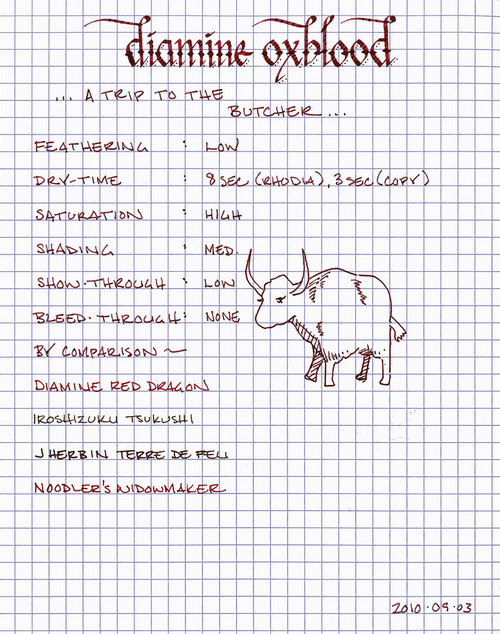 diamine oxblood
... A TRIP TO THE
BUTCHER ...
FEATHERING : LOW
DRY-TIME : 8 SEC (RHODIA), 3 SEC (COPY)
SATURATION : HIGH
SHADING : MED.
SHOW-THROUGH : LOW
BLEED-THROUGH : NONE
BY COMPARISON ~
DIAMINE RED DRAGON
IROSHIZUKU TSUKUSHI
J HERBIN TERRE DE FEU
NOODLER'S WIDOWMAKER
2010·09·03